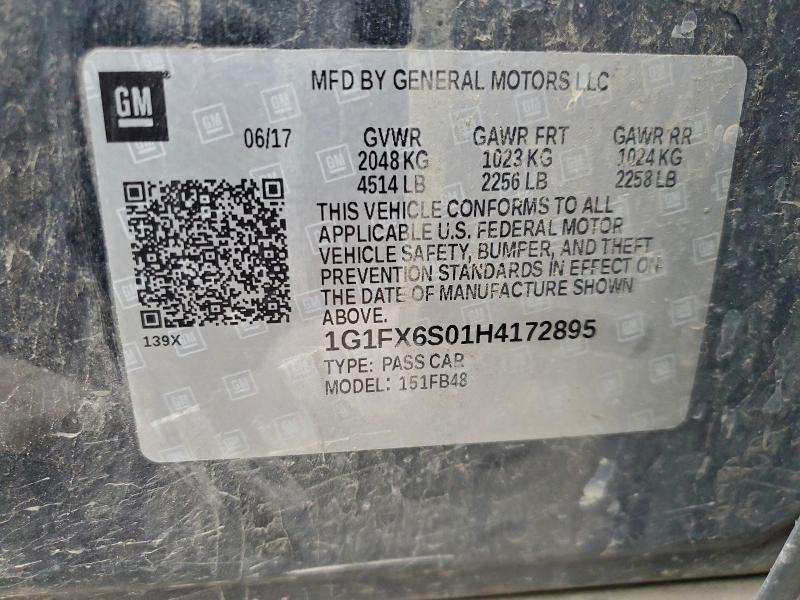 GM
MFD BY GENERAL MOTORS LLC
06/17 GVWR GAWR FRT GAWR RR
2048 KG 1023 KG 1024 KG
4514 LB 2256 LB 2258 LB
THIS VEHICLE CONFORMS TO ALL
APPLICABLE U.S. FEDERAL MOTOR
VEHICLE SAFETY, BUMPER, AND THEFT
PREVENTION STANDARDS IN EFFECT ON
THE DATE OF MANUFACTURE SHOWN
ABOVE.
139X
1G1FX6S01H4172895
TYPE: PASS CAR
MODEL: 151FB48